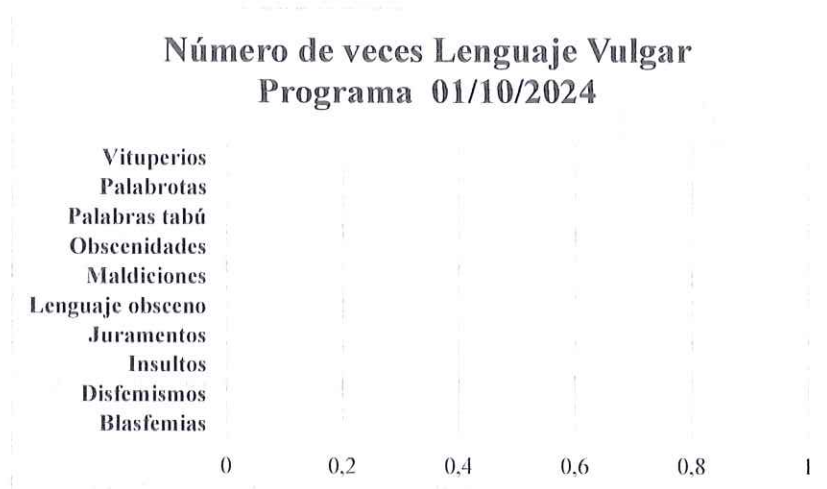 Número de veces Lenguaje Vulgar
Programa 01/10/2024
Vituperios
Palabrotas
Palabras tabú
Obscenidades
Maldiciones
Lenguaje obsceno
Juramentos
Insultos
Disfemismos
Blasfemias
0 0,2 0,4 0,6 0,8 1